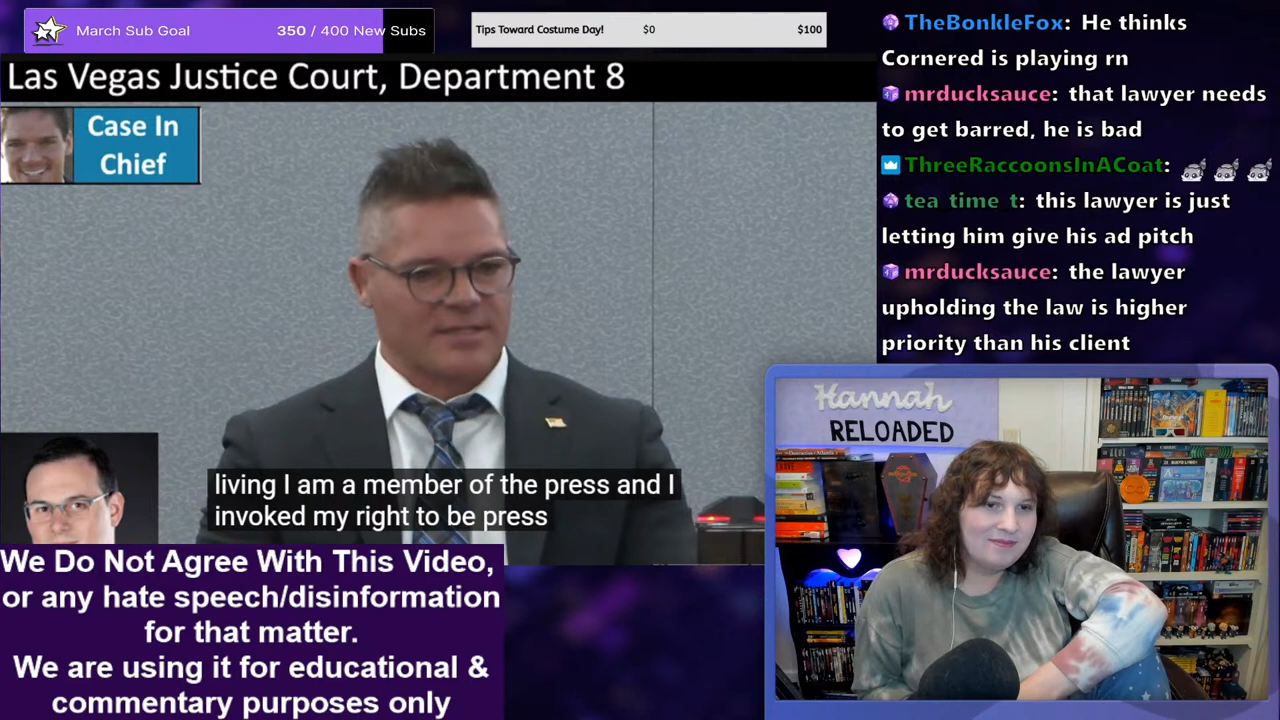 March Sub Goal
350 / 400 New Subs
Tips Toward Costume Day!
$0
$100
Las Vegas Justice Court, Department 8
Case In
Chief
living I am a member of the press and I
invoked my right to be press
We Do Not Agree With This Video,
or any hate speech/disinformation
for that matter.
We are using it for educational &
commentary purposes only
TheBonkleFox: He thinks
Cornered is playing rn
mrducksauce: that lawyer needs
to get barred, he is bad
ThreeRaccoonsInACoat:
tea_time_t: this lawyer is just
letting him give his ad pitch
mrducksauce: the lawyer
upholding the law is higher
priority than his client
Hannah
RELOADED